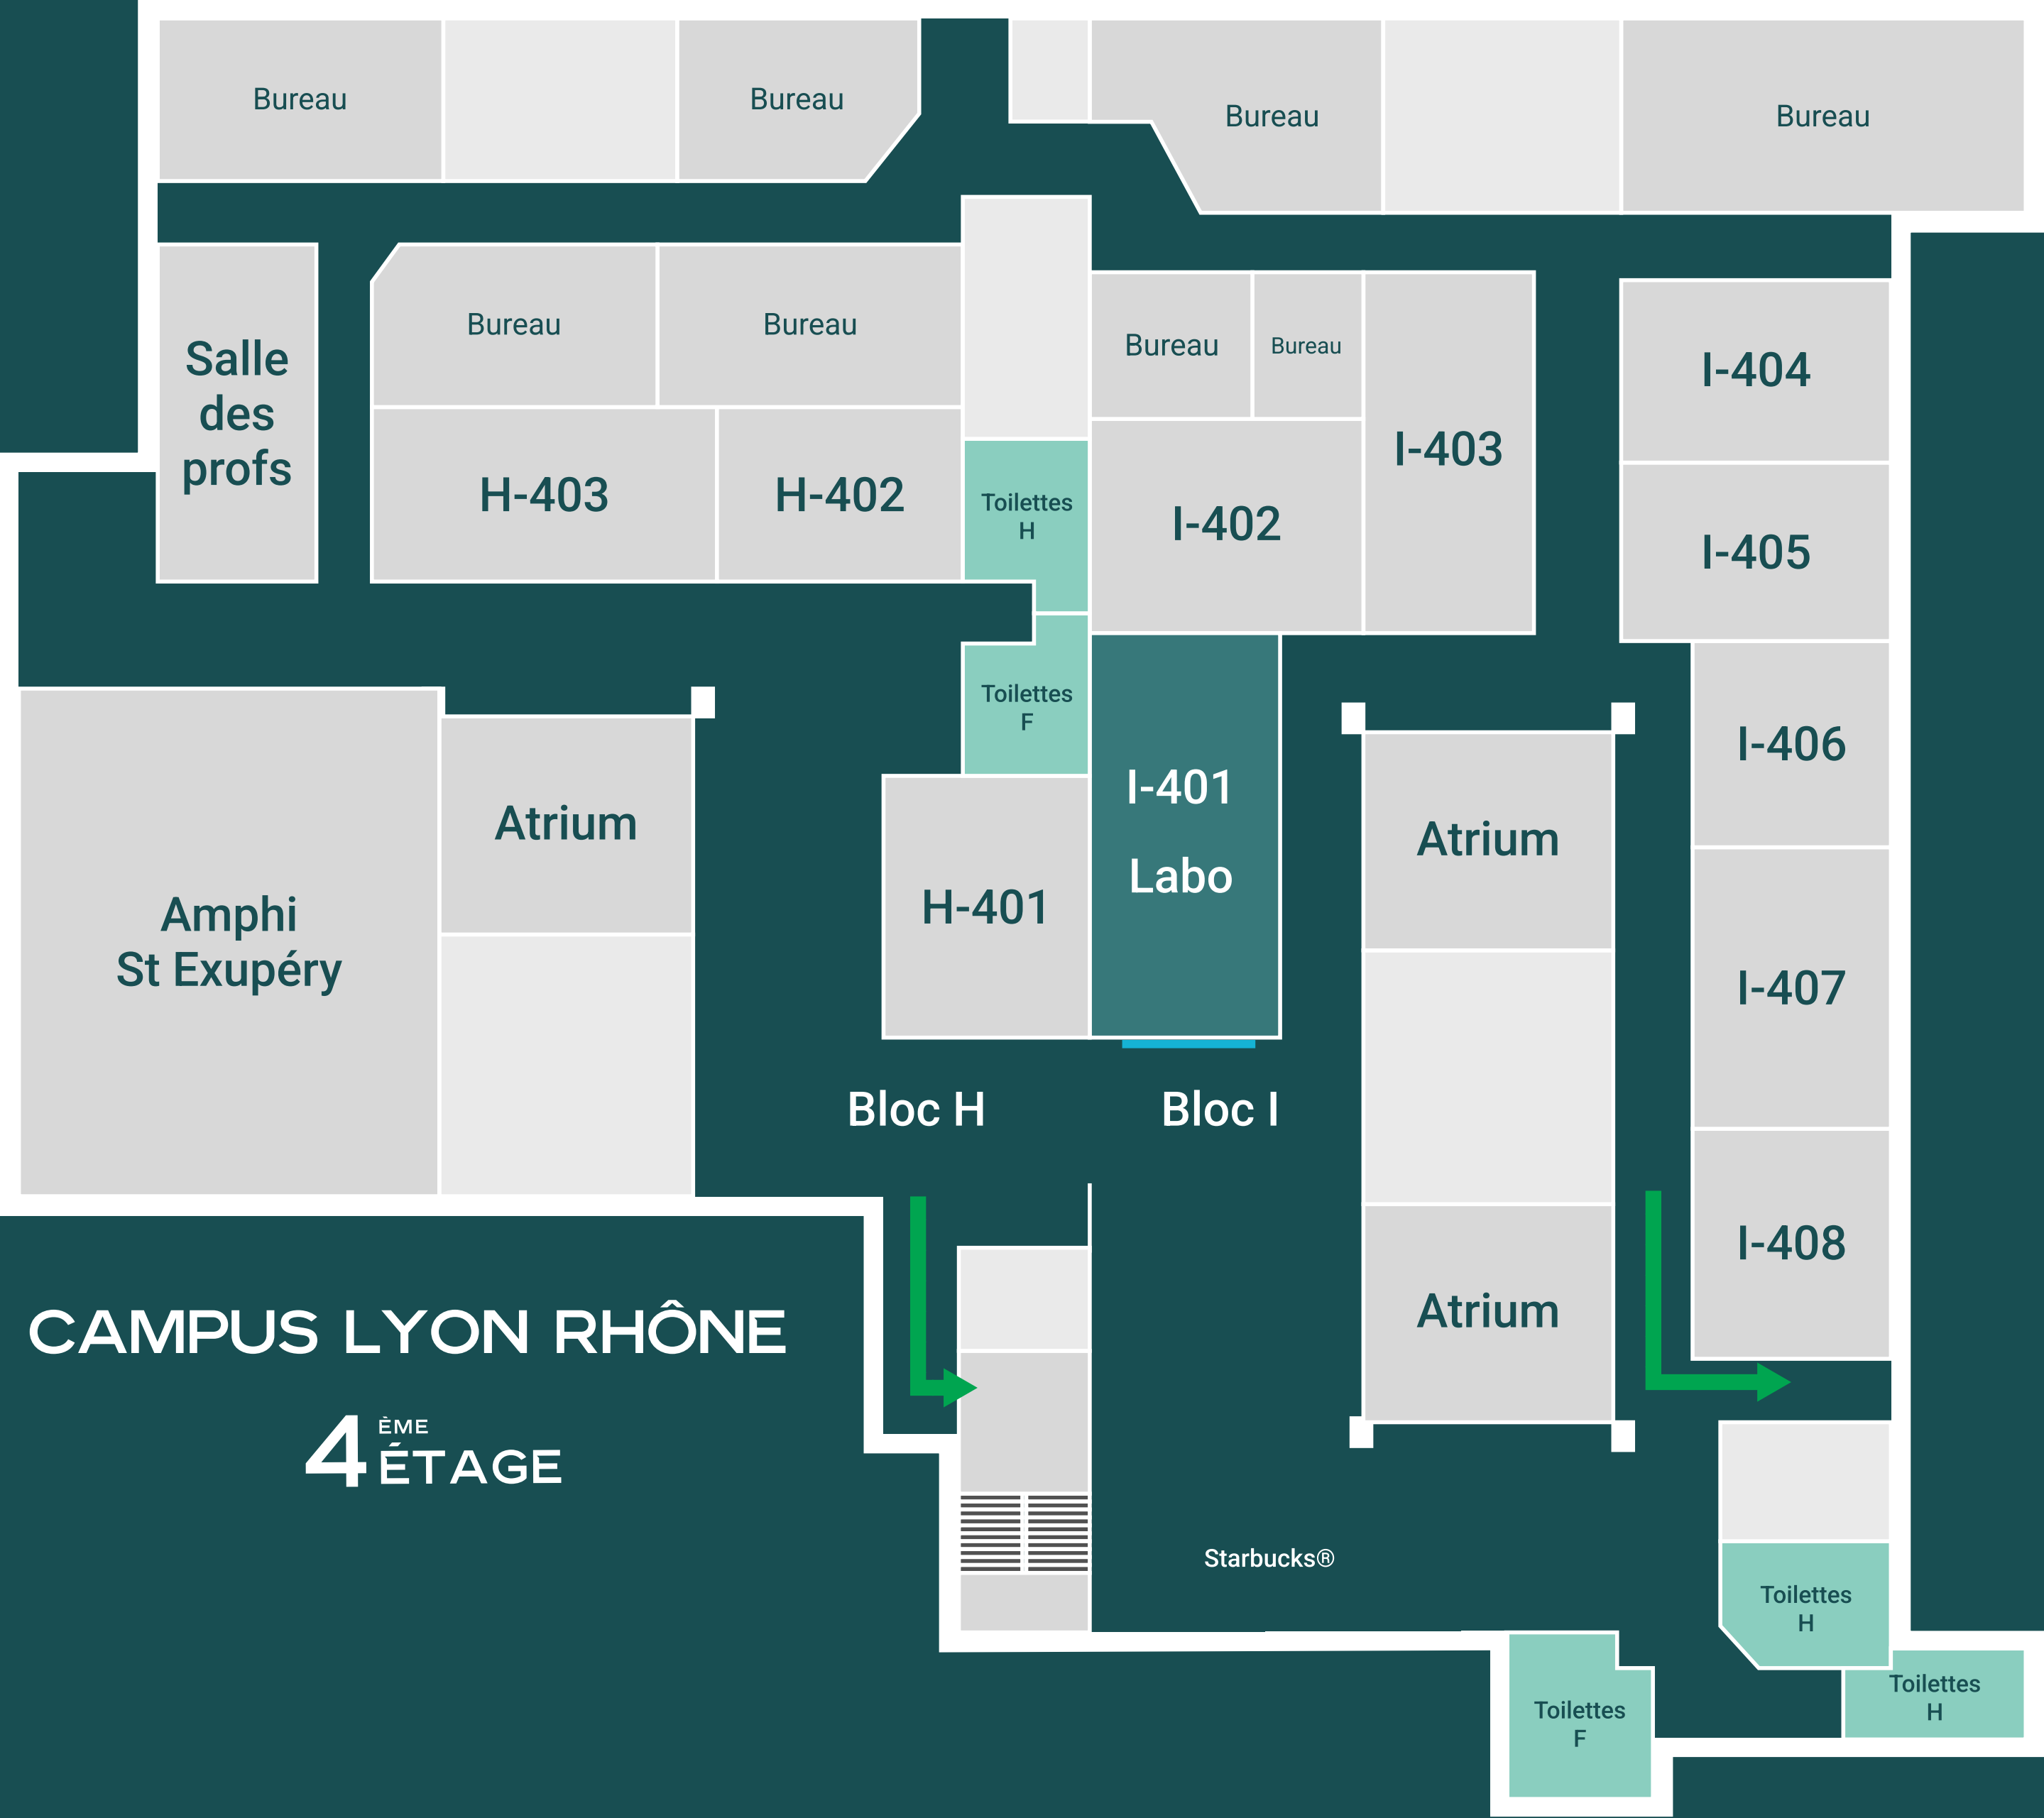 Bureau
Bureau
Bureau
Bureau
Bureau
Bureau
Bureau
Bureau
Salle
des
profs
H-403
H-402
Toilettes
H
I-402
I-403
I-404
I-405
Toilettes
F
I-406
I-401
Labo
Atrium
Atrium
H-401
Amphi
St Exupéry
I-407
Bloc H
Bloc I
I-408
Atrium
CAMPUS LYON RHÔNE
4 ÈME
ÉTAGE
Starbucks®
Toilettes
H
Toilettes
H
Toilettes
F